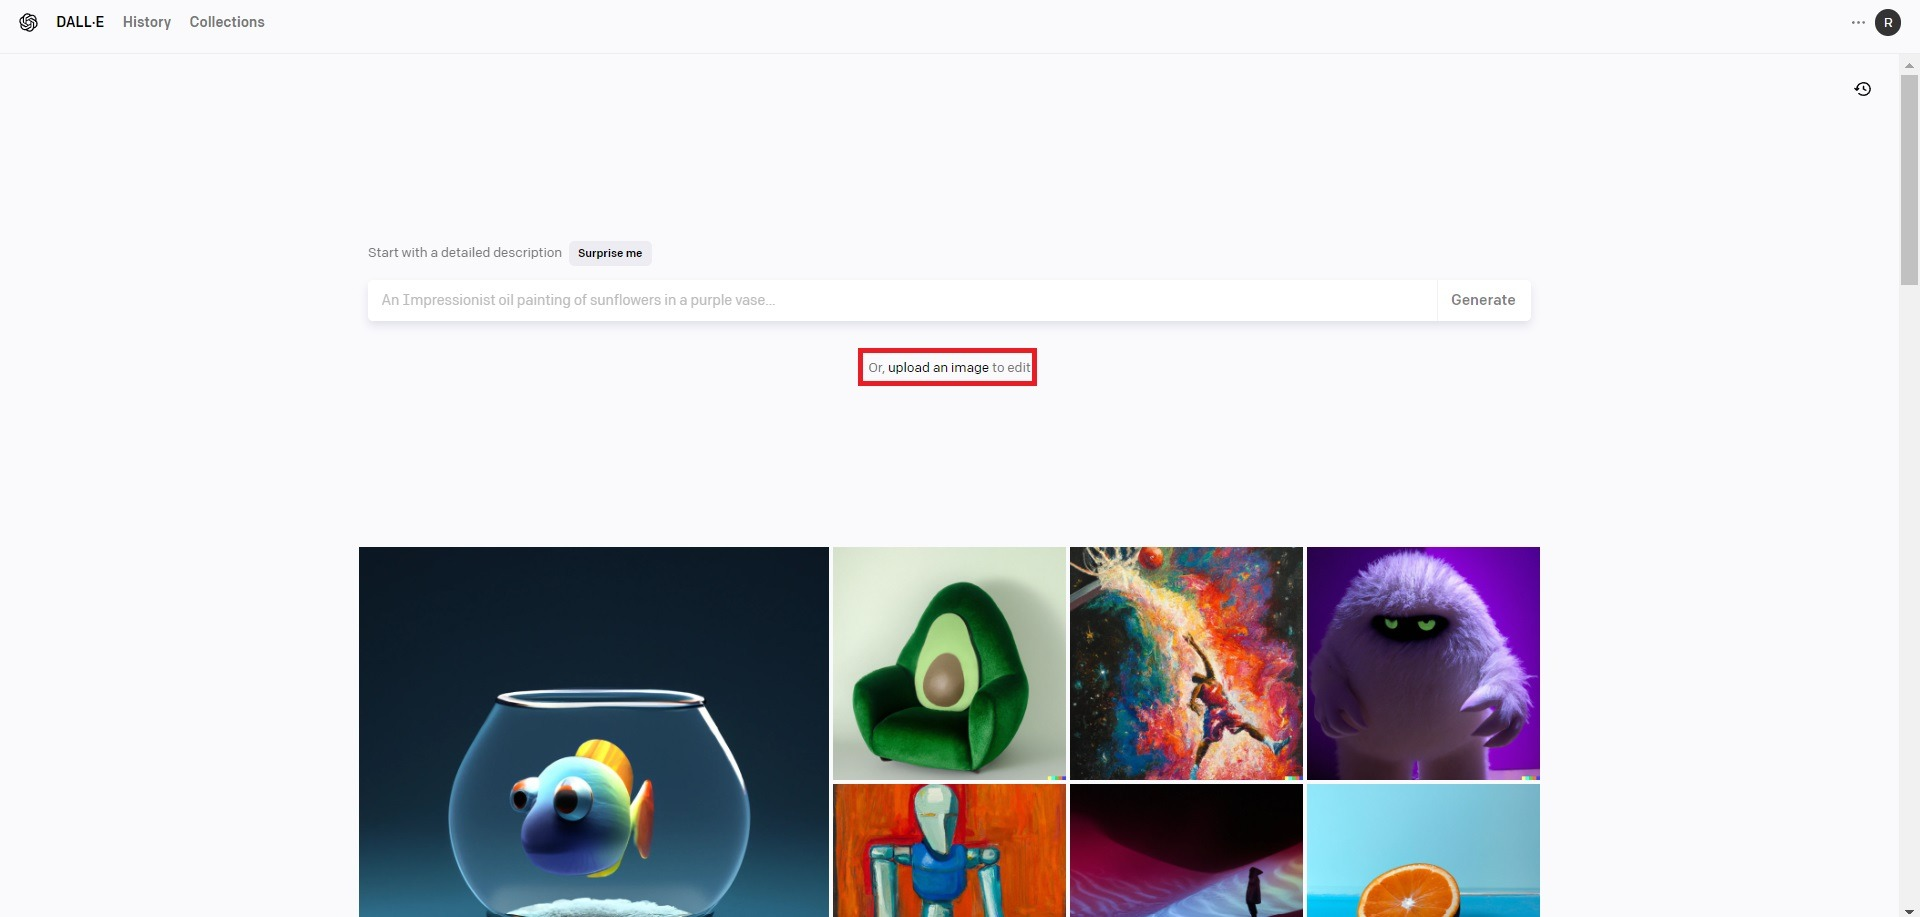 DALL·E History Collections
R
Start with a detailed description Surprise me
An Impressionist oil painting of sunflowers in a purple vase... Generate
Or, upload an image to edit